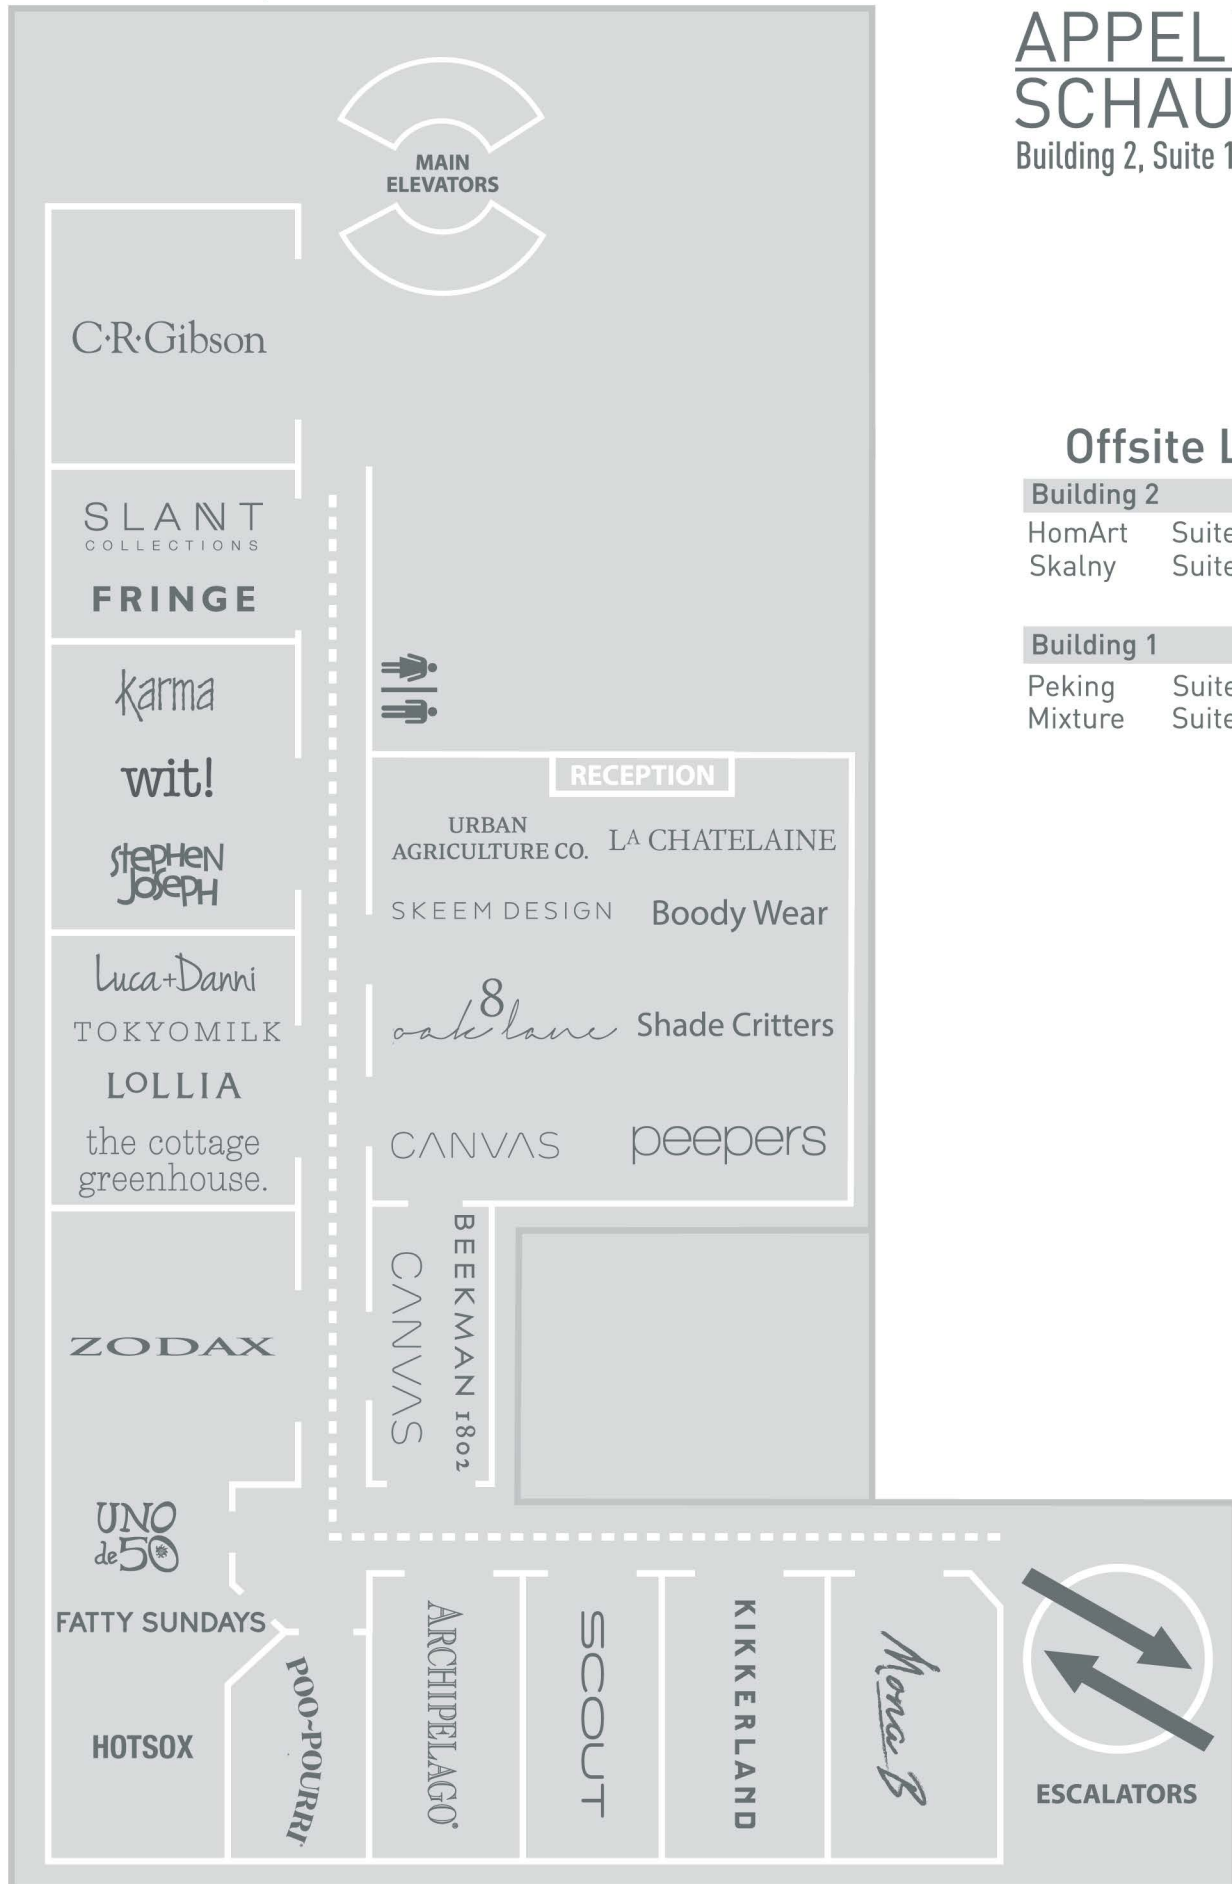 APPEL
SCHAU
Building 2, Suite 1
MAIN
ELEVATORS
C·R·Gibson
Offsite L
Building 2
HomArt Suite
Skalny Suite
Building 1
Peking Suite
Mixture Suite
SLANT
COLLECTIONS
FRINGE
karma
wit!
stePHeN
JoSePH
RECEPTION
URBAN
AGRICULTURE CO.
LA CHATELAINE
SKEEM DESIGN
Boody Wear
8
oak lane
Shade Critters
CANVAS
peepers
Luca+Danni
TOKYOMILK
LOLLIA
the cottage
greenhouse.
CANVAS
BEEKMAN 1802
ZODAX
UNO
de 50
FATTY SUNDAYS
HOTSOX
POO~POURRI
ARCHIPELAGO
SCOUT
KIKKERLAND
Mona B
ESCALATORS